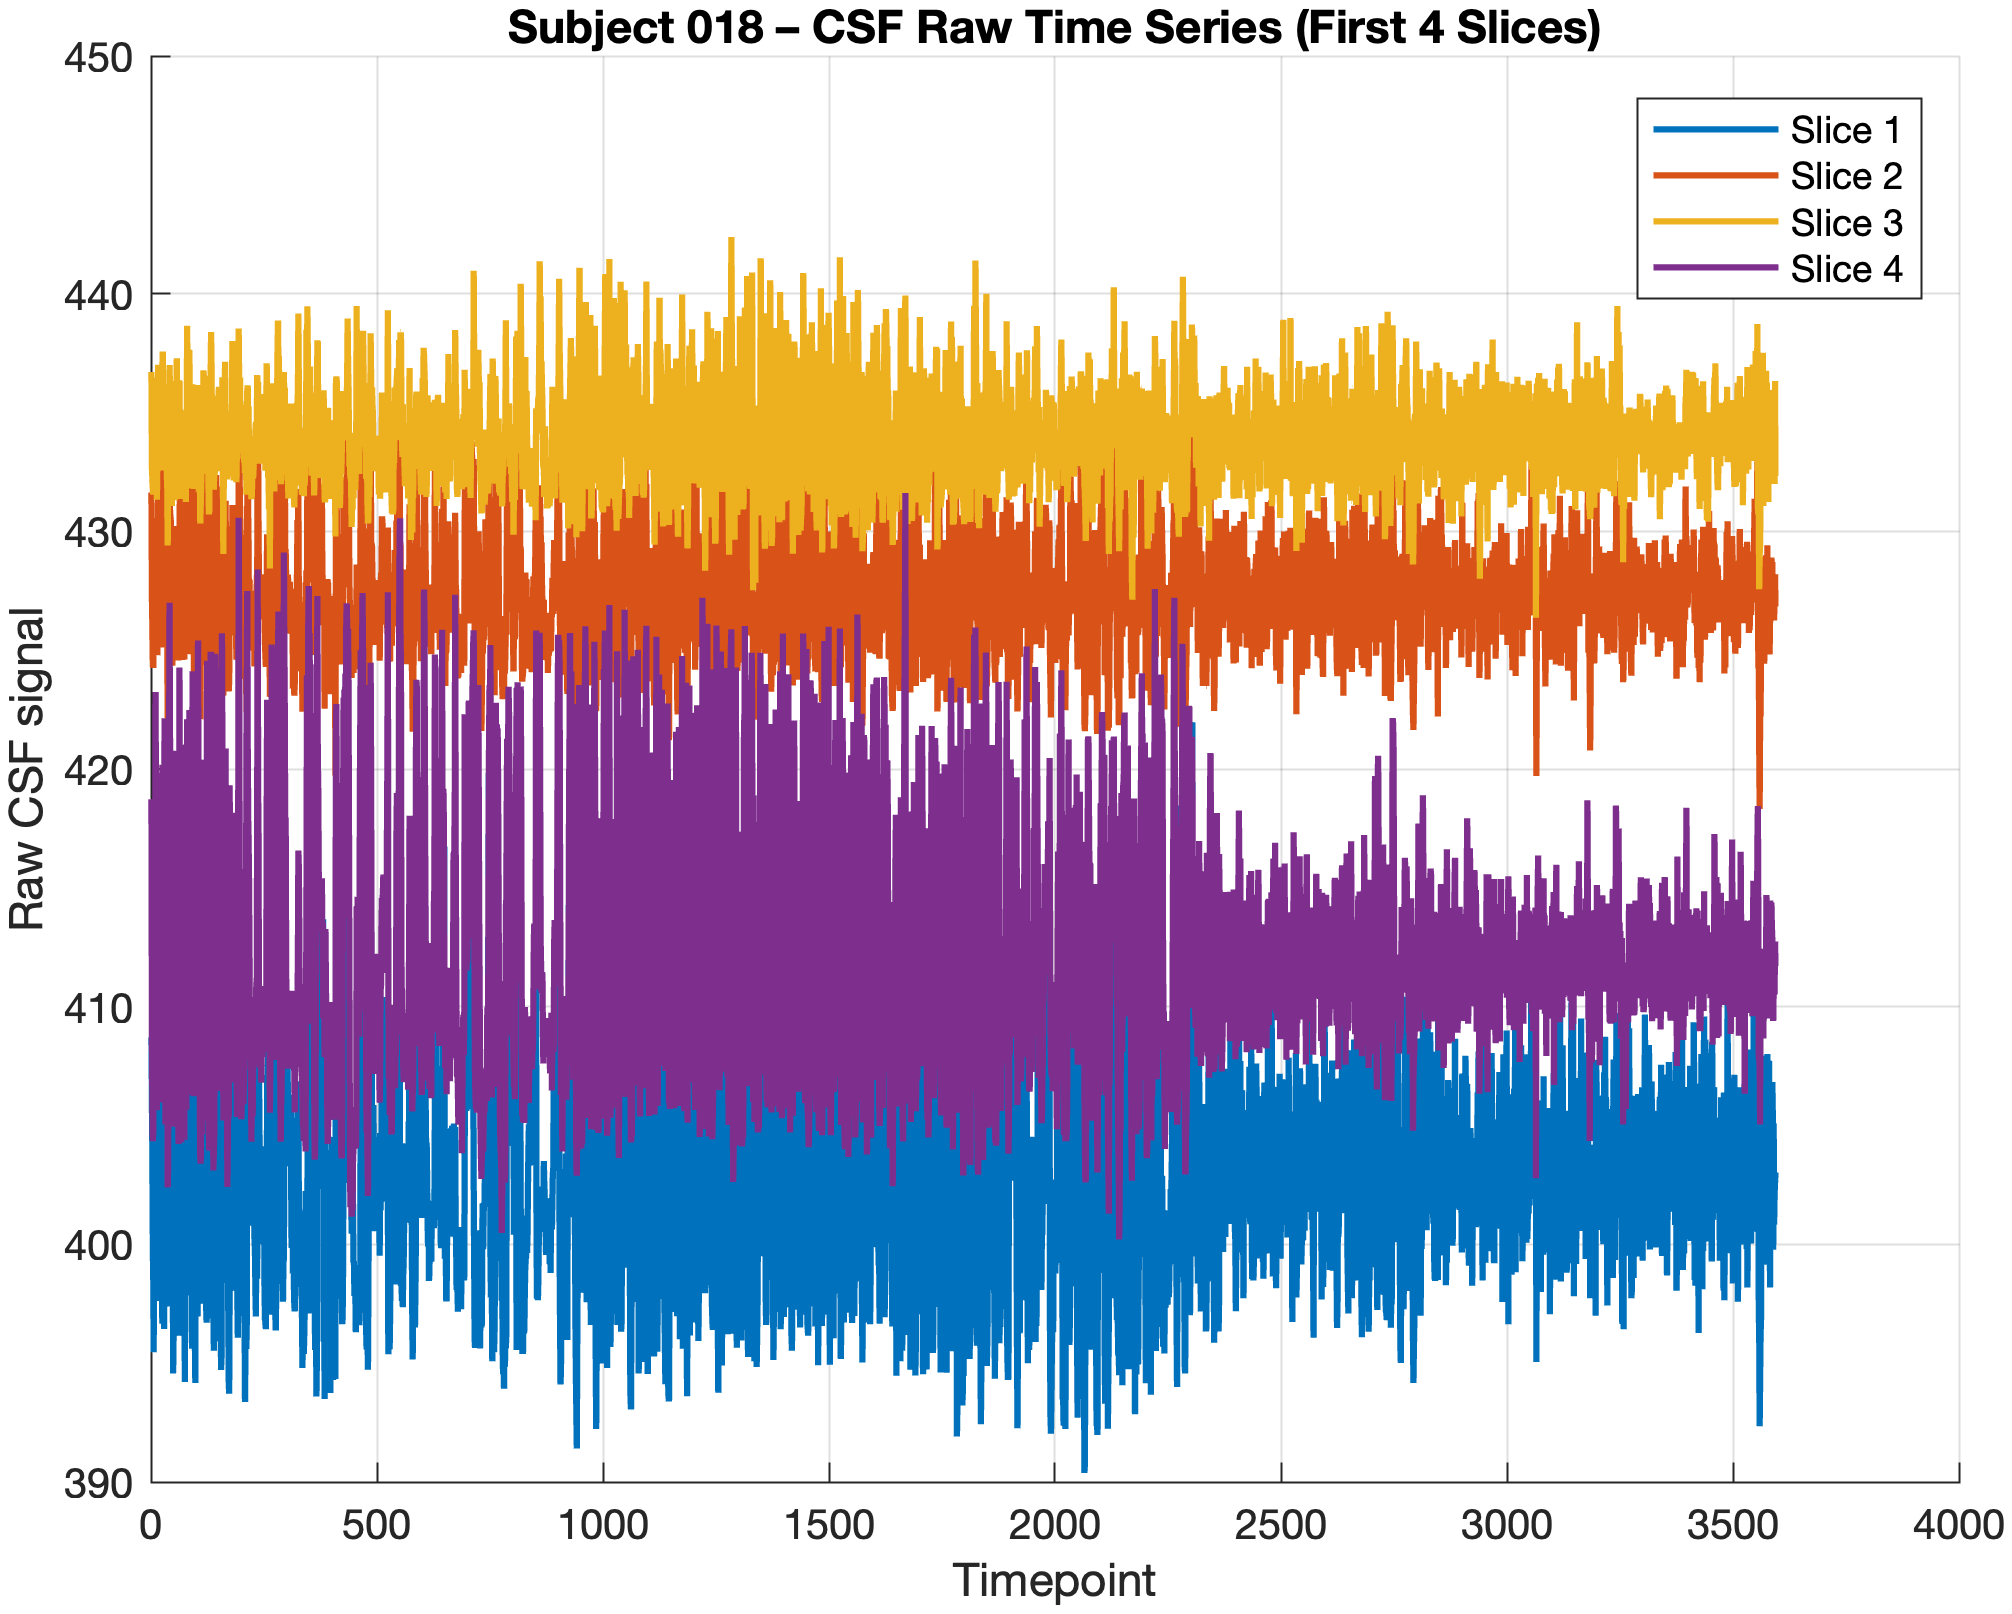 Subject 018 – CSF Raw Time Series (First 4 Slices)
450
440
430
420
410
400
390
Raw CSF signal
Slice 1
Slice 2
Slice 3
Slice 4
0 500 1000 1500 2000 2500 3000 3500 4000
Timepoint